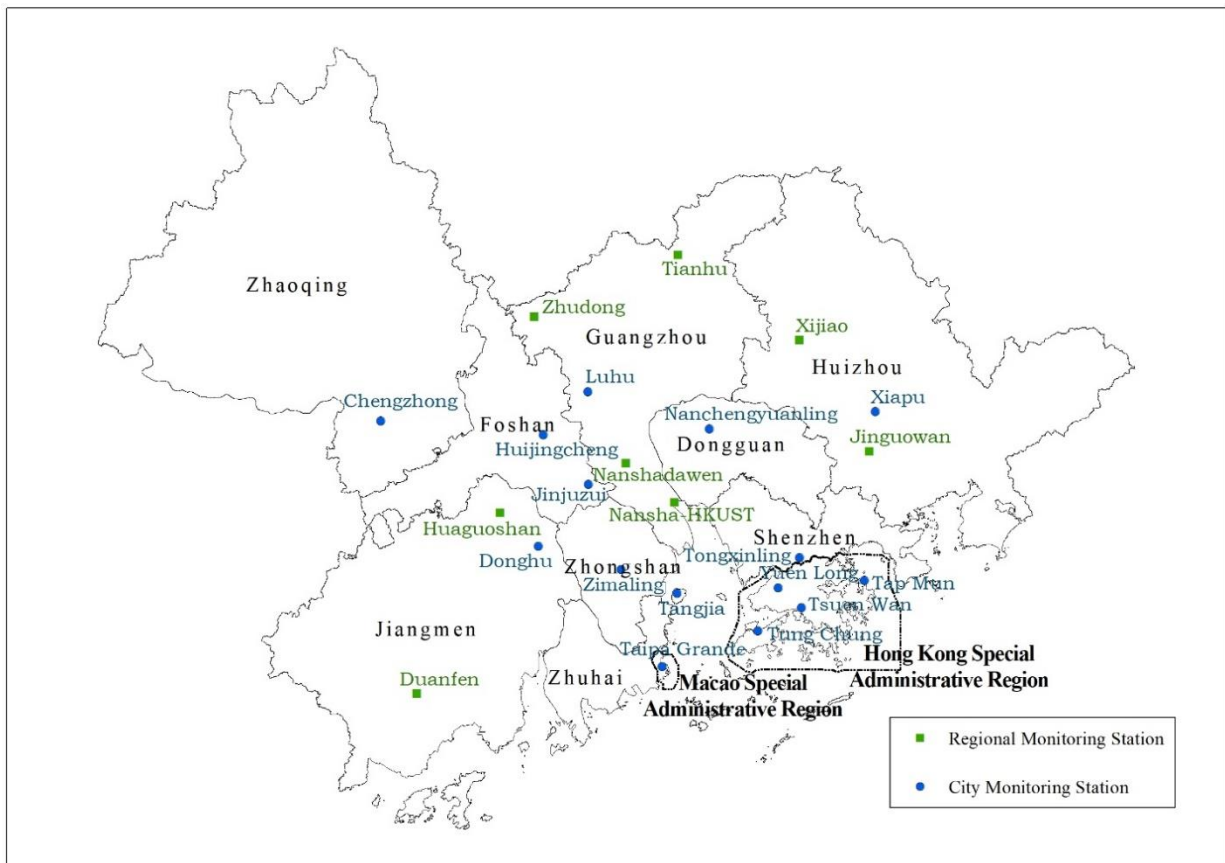 Tianhu
Zhaoqing
Zhudong
Guangzhou
Xijiao
Huizhou
Luhu
Chengzhong
Xiapu
Nanchengyuanling
Foshan
Dongguan
Jinguowan
Huijingcheng
Nanshadawen
Jinjuzui
Nansha-HKUST
Huaguoshan
Shenzhen
Donghu
Tongxinling
Zhongshan
Yuen Long
Zimaling
Tap Mun
Tangjia
Tsuen Wan
Jiangmen
Tung Chung
Taipa Grande
Hong Kong Special
Administrative Region
Duanfen
Zhuhai
Macao Special
Administrative Region
Regional Monitoring Station
City Monitoring Station